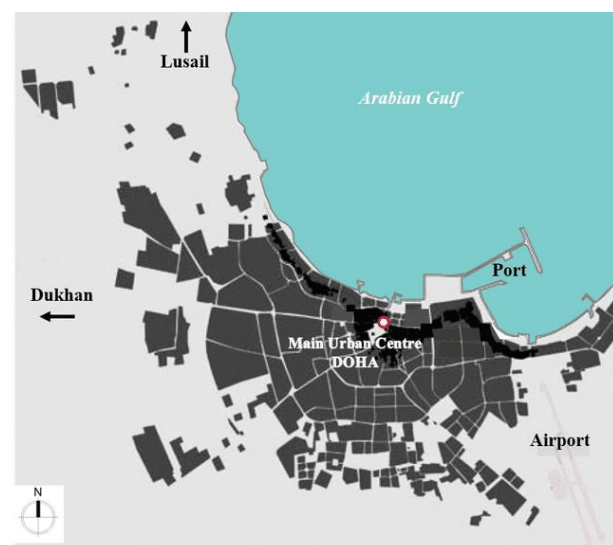 Lusail
Arabian Gulf
Port
Dukhan
Main Urban Centre
DOHA
Airport
N